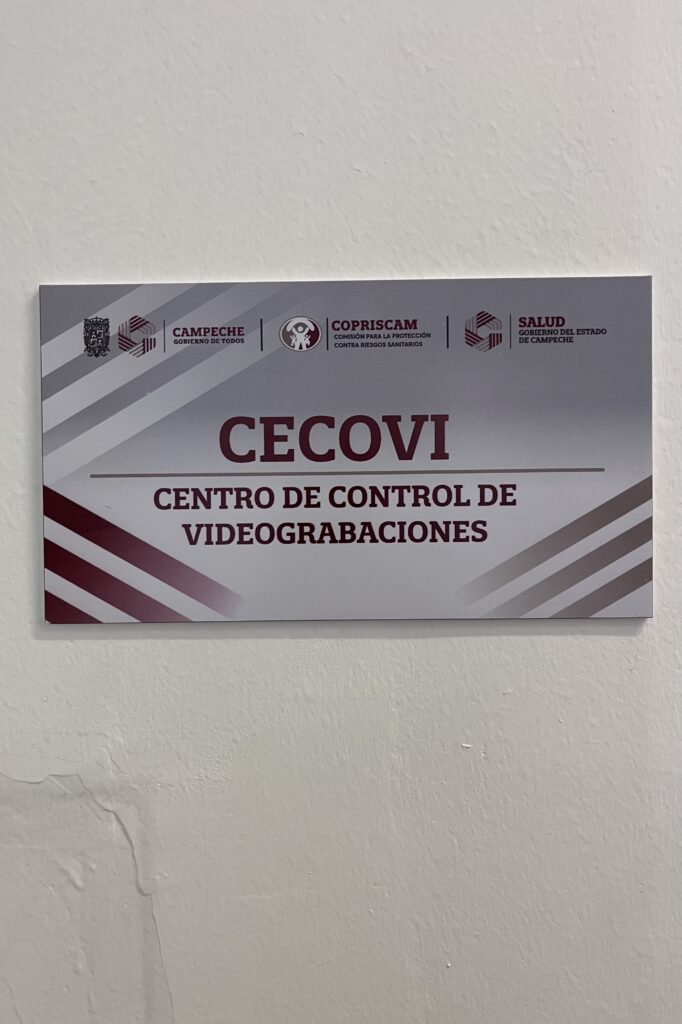 CAMPECHE
GOBIERNO DE TODOS
COPRISCAM
COMISIÓN PARA LA PROTECCIÓN
CONTRA RIESGOS SANITARIOS
SALUD
GOBIERNO DEL ESTADO
DE CAMPECHE
CECOVI
CENTRO DE CONTROL DE
VIDEOGRABACIONES